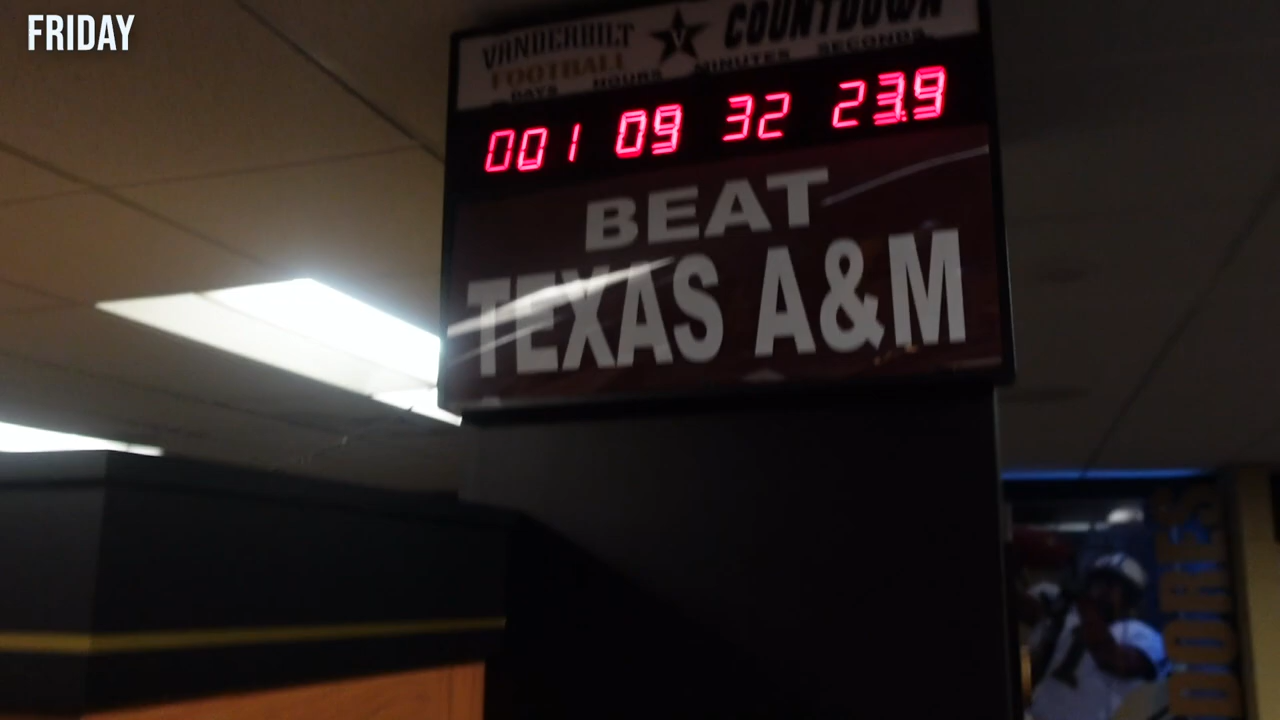 FRIDAY
VANDERBILT COUNTDOWN
FOOTBALL
DAYS HOURS MINUTES SECONDS
001 09 32 23.9
BEAT
TEXAS A&M